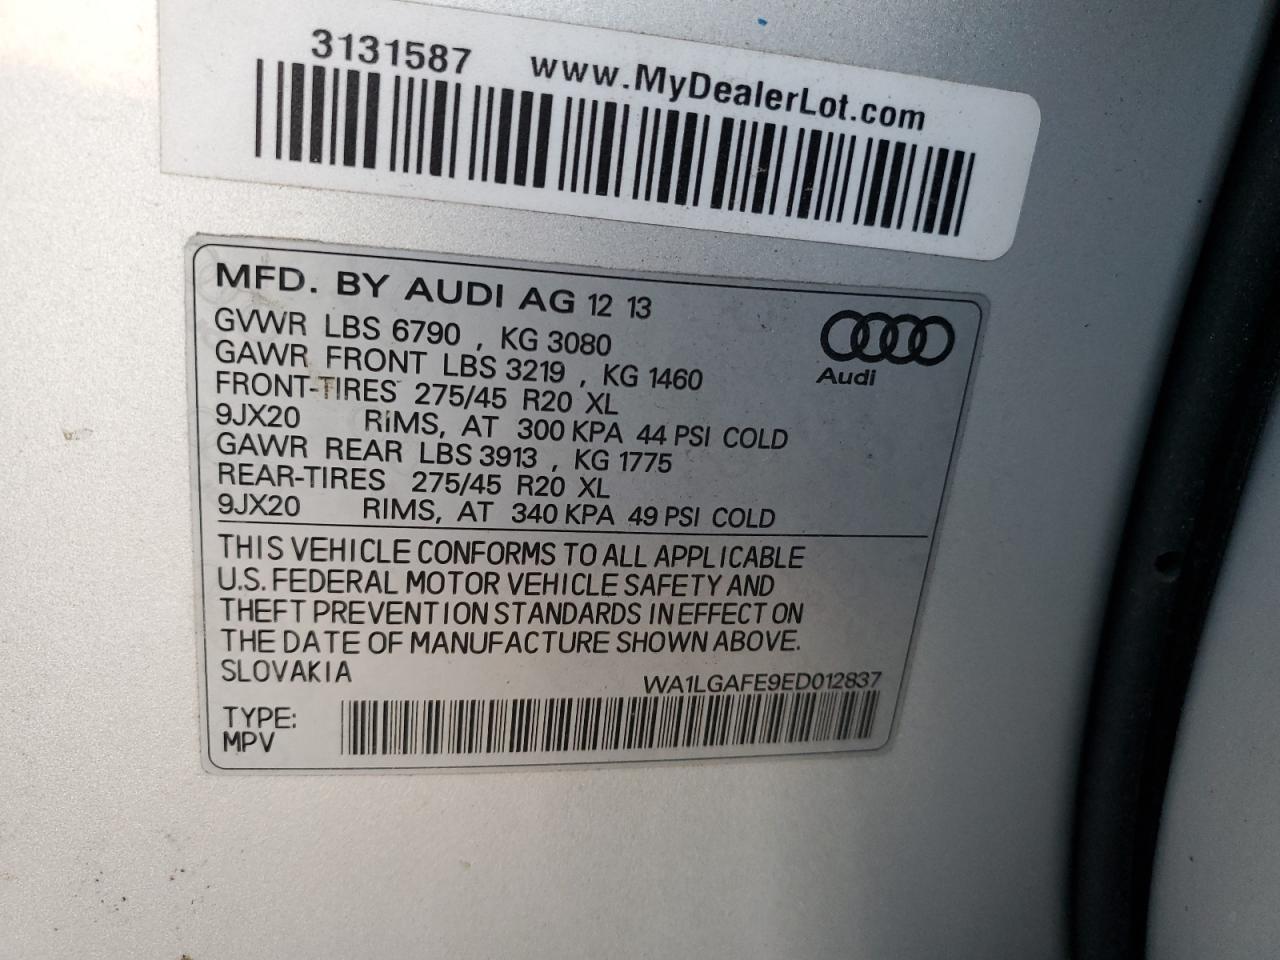 3131587 www.MyDealerLot.com
MFD. BY AUDI AG 12 13
GVWR LBS 6790 , KG 3080
GAWR FRONT LBS 3219 , KG 1460
FRONT-TIRES 275/45 R20 XL
9JX20 RIMS, AT 300 KPA 44 PSI COLD
GAWR REAR LBS 3913 , KG 1775
REAR-TIRES 275/45 R20 XL
9JX20 RIMS, AT 340 KPA 49 PSI COLD
Audi
THIS VEHICLE CONFORMS TO ALL APPLICABLE
U.S. FEDERAL MOTOR VEHICLE SAFETY AND
THEFT PREVENTION STANDARDS IN EFFECT ON
THE DATE OF MANUFACTURE SHOWN ABOVE.
SLOVAKIA
WA1LGAFE9ED012837
TYPE:
MPV